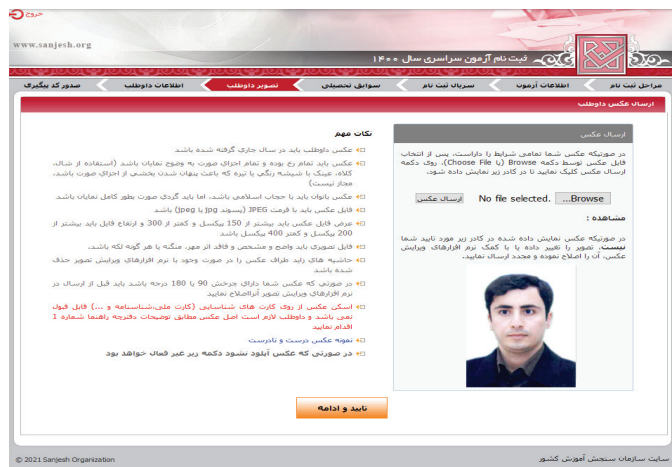 خروج
www.sanjesh.org
ثبت نام آزمون سراسری سال ۱۴۰۰
مراحل ثبت نام
اطلاعات آزمون
سریال ثبت نام
سوابق تحصیلی
تصویر داوطلب
اطلاعات داوطلب
صدور کد پیگیری
ارسال عکس داوطلب
ارسال عکس
در صورتیکه عکس شما تمامی شرایط را داراست، پس از انتخاب
فایل عکس توسط دکمه Browse (یا Choose File)، روی دکمه
ارسال عکس کلیک نمایید تا در کادر زیر نمایش داده شود.
Browse... No file selected. ارسال عکس
مشاهده :
در صورتیکه عکس نمایش داده شده در کادر زیر مورد تایید شما
نیست، تصویر را تغییر داده یا با کمک نرم افزارهای ویرایش
عکس، آن را اصلاح نموده و مجدد ارسال نمایید.
نکات مهم
عکس داوطلب باید در سال جاری گرفته شده باشد
عکس باید تمام رخ بوده و تمام اجزای صورت به وضوح نمایان باشد (استفاده از شال،
کلاه، عینک با شیشه رنگی یا تیره که باعث پنهان شدن بخشی از اجزای صورت باشد،
مجاز نیست)
عکس بانوان باید با حجاب اسلامی باشد، اما باید گردی صورت بطور کامل نمایان باشد
فایل عکس باید با فرمت JPEG (پسوند jpg یا jpeg) باشد
عرض فایل عکس باید بیشتر از 150 پیکسل و کمتر از 300 و ارتفاع فایل باید بیشتر از
200 پیکسل و کمتر 400 پیکسل باشد
فایل تصویری باید واضح و مشخص و فاقد اثر مهر، منگنه یا هر گونه لکه باشد.
حاشیه های زاید طراف عکس را در صورت وجود با نرم افزارهای ویرایش تصویر حذف
شده باشد
در صورتی که عکس شما دارای چرخش 90 یا 180 درجه باشد باید قبل از ارسال در
نرم افزارهای ویرایش تصویر آنرااصلاح نمایید
اسکن عکس از روی کارت های شناسایی (کارت ملی،شناسنامه و ...) قابل قبول
نمی باشد و داوطلب لازم است اصل عکس مطابق توضیحات دفترچه راهنما شماره 1
اقدام نمایید
نمونه عکس درست و نادرست
در صورتی که عکس آپلود نشود دکمه زیر غیر فعال خواهد بود
تایید و ادامه
© 2021 Sanjesh Organization
سایت سازمان سنجش آموزش کشور